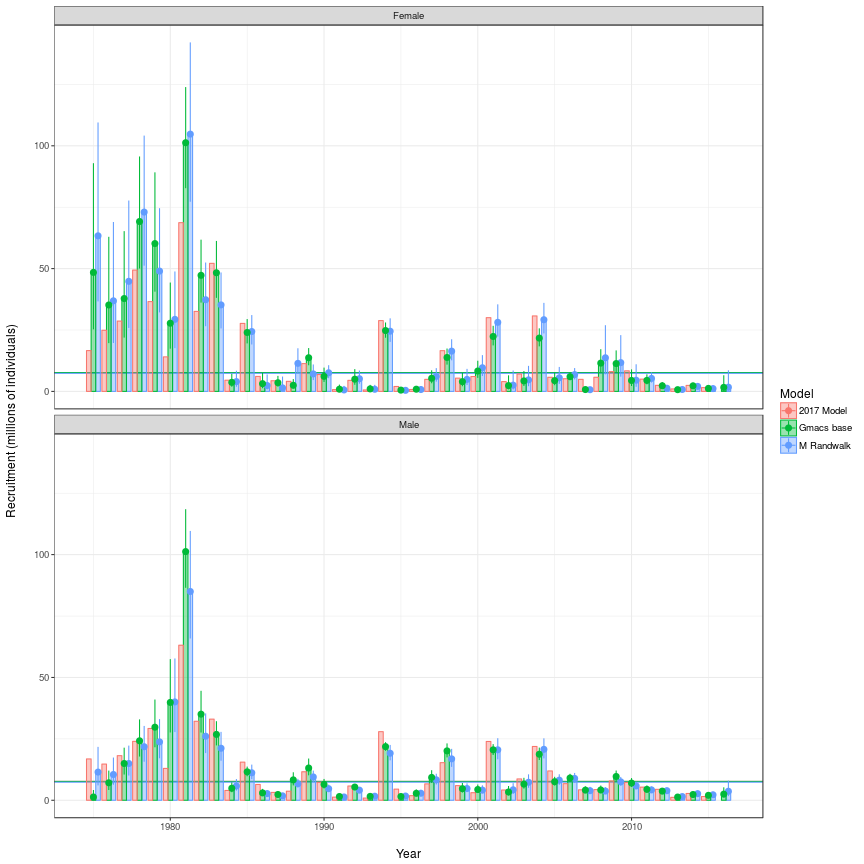 Female
100
50
0
Male
100
50
0
1980 1990 2000 2010
Year
Recruitment (millions of individuals)
Model
2017 Model
Gmacs base
M Randwalk